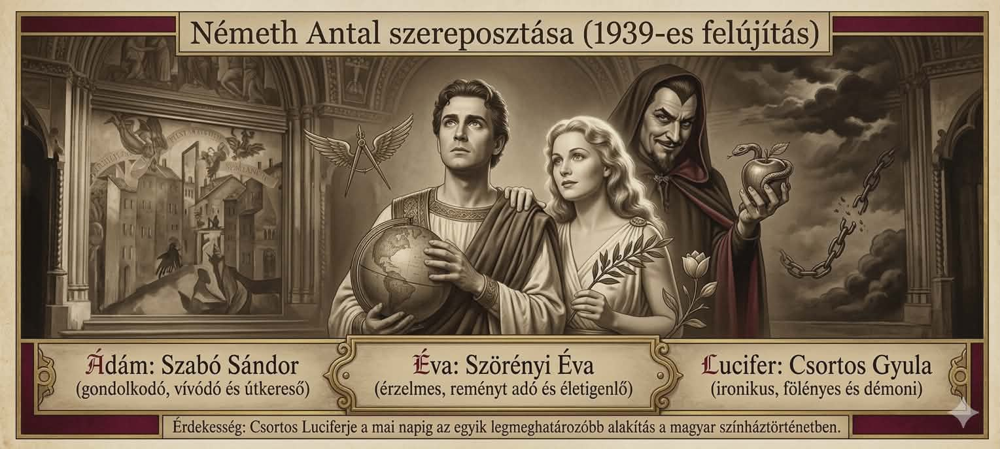 Németh Antal szereposztása (1939-es felújítás)
Ádám: Szabó Sándor
(gondolkodó, vívódó és útkereső)
Éva: Szörényi Éva
(érzelmes, reményt adó és életigenlő)
Lucifer: Csortos Gyula
(ironikus, fölényes és démoni)
Érdekesség: Csortos Luciferje a mai napig az egyik legmeghatározóbb alakítás a magyar színháztörténetben.